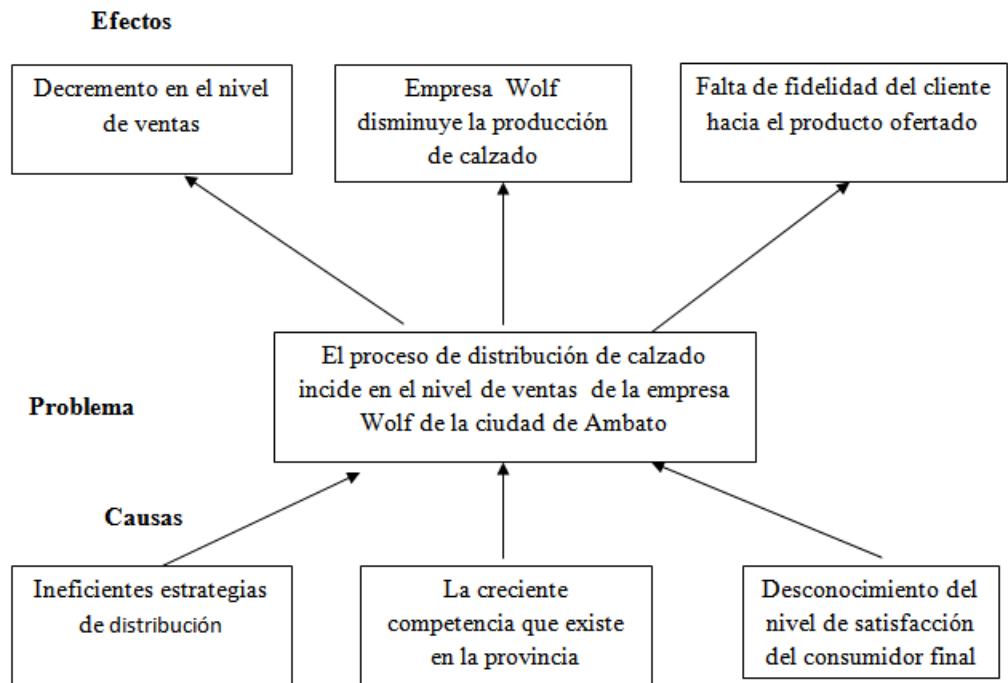 Efectos
Decremento en el nivel
de ventas
Empresa Wolf
disminuye la producción
de calzado
Falta de fidelidad del cliente
hacia el producto ofertado
Problema
El proceso de distribución de calzado
incide en el nivel de ventas de la empresa
Wolf de la ciudad de Ambato
Causas
Ineficientes estrategias
de distribución
La creciente
competencia que existe
en la provincia
Desconocimiento del
nivel de satisfacción
del consumidor final